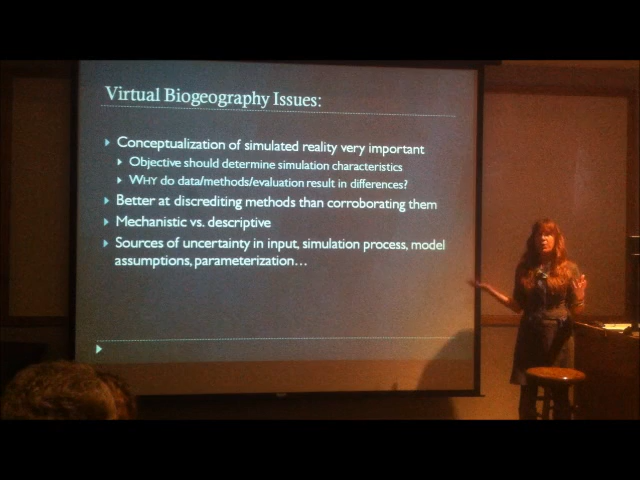 Virtual Biogeography Issues:
Conceptualization of simulated reality very important
Objective should determine simulation characteristics
WHY do data/methods/evaluation result in differences?
Better at discrediting methods than corroborating them
Mechanistic vs. descriptive
Sources of uncertainty in input, simulation process, model
assumptions, parameterization…